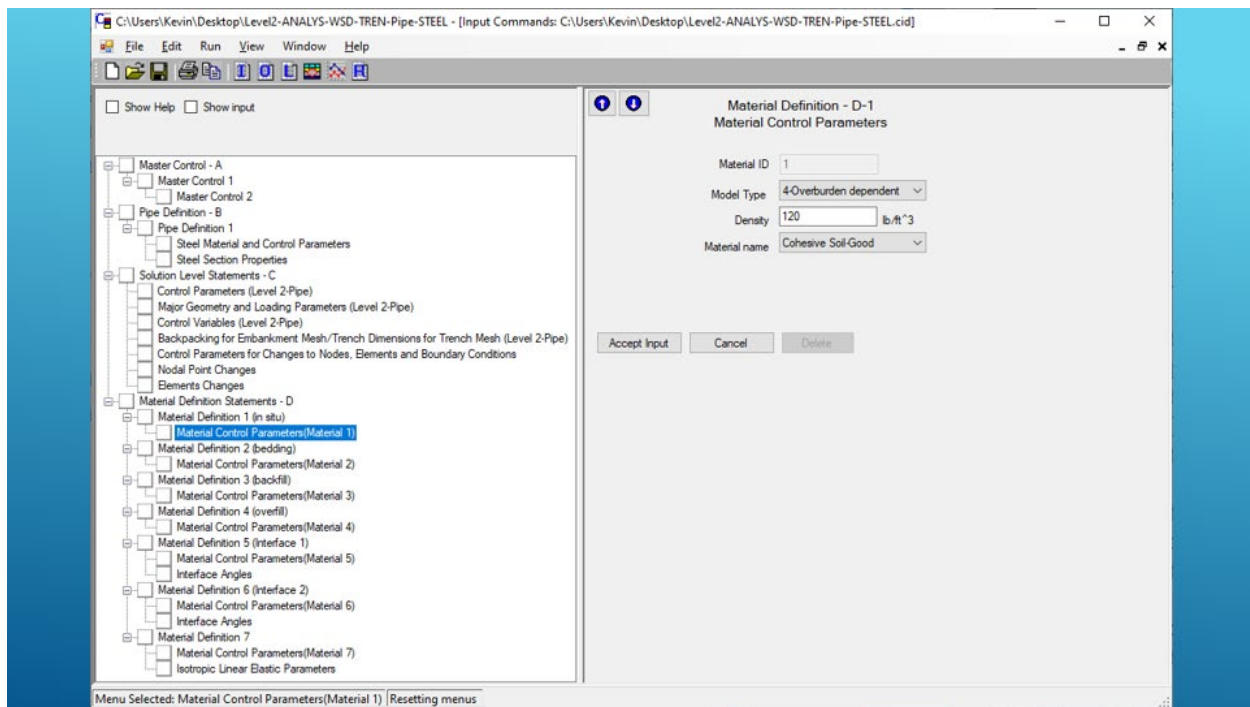 C:\Users\Kevin\Desktop\Level2-ANALYS-WSD-TREN-Pipe-STEEL - [Input Commands: C:\Users\Kevin\Desktop\Level2-ANALYS-WSD-TREN-Pipe-STEEL.cid]
File Edit Run View Window Help
Show Help Show input
Master Control - A
Master Control 1
Master Control 2
Pipe Definition - B
Pipe Definition 1
Steel Material and Control Parameters
Steel Section Properties
Solution Level Statements - C
Control Parameters (Level 2-Pipe)
Major Geometry and Loading Parameters (Level 2-Pipe)
Control Variables (Level 2-Pipe)
Backpacking for Embankment Mesh/Trench Dimensions for Trench Mesh (Level 2-Pipe)
Control Parameters for Changes to Nodes, Elements and Boundary Conditions
Nodal Point Changes
Elements Changes
Material Definition Statements - D
Material Definition 1 (in situ)
Material Control Parameters(Material 1)
Material Definition 2 (bedding)
Material Control Parameters(Material 2)
Material Definition 3 (backfill)
Material Control Parameters(Material 3)
Material Definition 4 (overfill)
Material Control Parameters(Material 4)
Material Definition 5 (Interface 1)
Material Control Parameters(Material 5)
Interface Angles
Material Definition 6 (Interface 2)
Material Control Parameters(Material 6)
Interface Angles
Material Definition 7
Material Control Parameters(Material 7)
Isotropic Linear Elastic Parameters
Material Definition - D-1
Material Control Parameters
Material ID 1
Model Type 4-Overburden dependent
Density 120 lb/ft^3
Material name Cohesive Soil-Good
Accept Input Cancel Delete
Menu Selected: Material Control Parameters(Material 1) Resetting menus